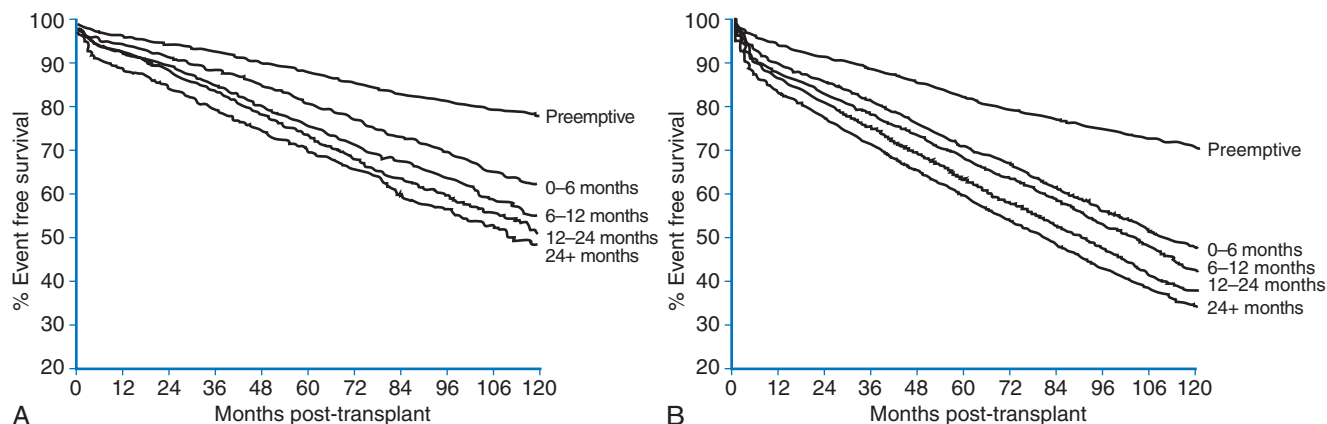 100
90
80
70
60
50
40
30
20
% Event free survival
0 12 24 36 48 60 72 84 96 106 120
Months post-transplant
Preemptive
0–6 months
6–12 months
12–24 months
24+ months
A
100
90
80
70
60
50
40
30
20
% Event free survival
0 12 24 36 48 60 72 84 96 106 120
Months post-transplant
Preemptive
0–6 months
6–12 months
12–24 months
24+ months
B